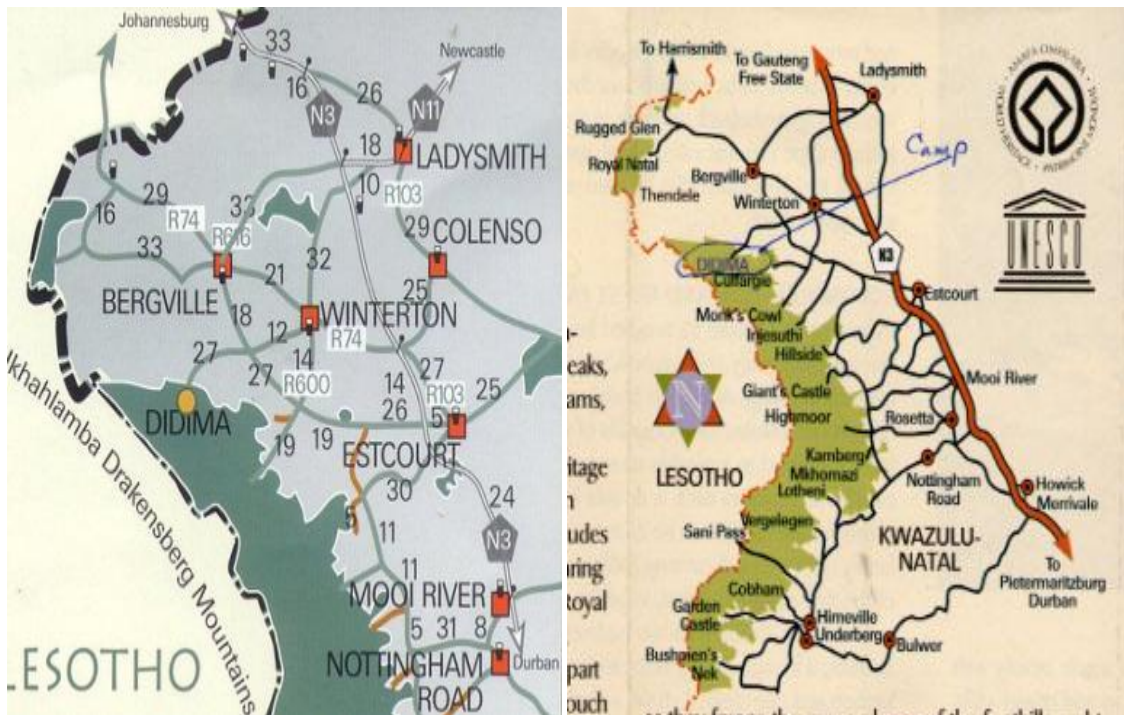 Johannesburg
33
Newcastle
16
26
N3
N11
18
LADYSMITH
10
R103
29
16
R74
33
R616
29
COLENSO
33
21
32
25
BERGVILLE
18
WINTERTON
12
R74
27
14
27
R600
14
27
R103
25
26
5
DIDIMA
19
19
ESTCOURT
30
24
5
11
N3
11
MOOI RIVER
5
31
8
NOTTINGHAM
ROAD
Durban
khahlamba Drakensberg Mountains
ESOTHO
To Harrismith
To Gauteng
Free State
Ladysmith
Rugged Glen
Royal Natal
Thendele
Bergville
Winterton
Camp
UNESCO
N3
DIDIMA
Cathedral
Estcourt
Monk's Cowl
Injesuthi
Hillside
Giant's Castle
Mooi River
Highmoor
Rosetta
N
LESOTHO
Kamberg
Mkhomazi
Lotheni
Nottingham
Road
Howick
Merrivale
Vergelegen
Sani Pass
KWAZULU-
NATAL
To
Pietermaritzburg
Durban
Cobham
Garden
Castle
Himeville
Underberg
Bulwer
Bushmen's
Nek
eaks,
ams,
itage
udes
ring
oyal
part
ouch